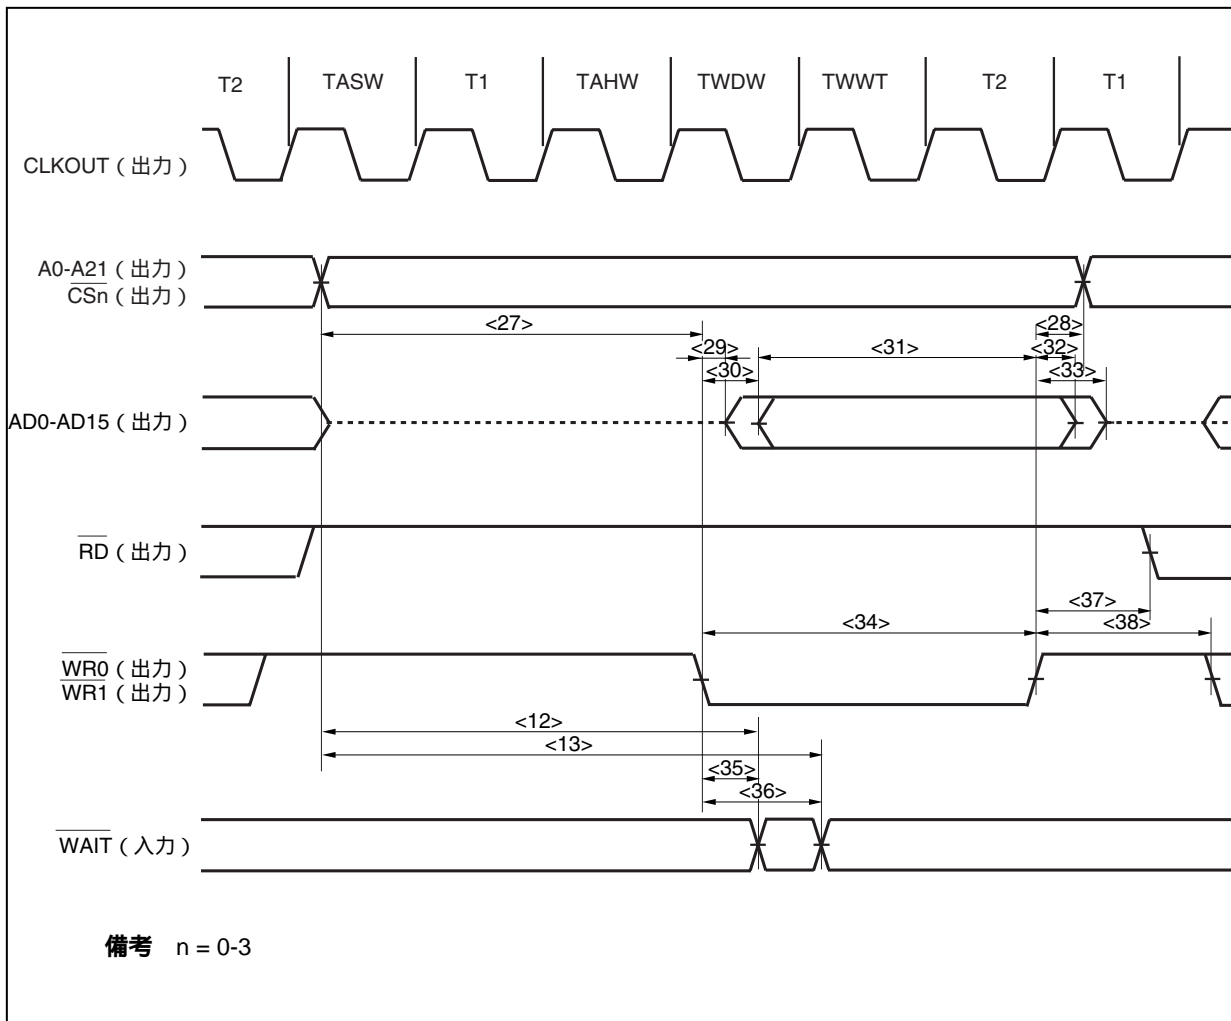 T2 TASW T1 TAHW TWDW TWWT T2 T1
CLKOUT（出力）
A0-A21（出力）
CSn（出力）
<27> <28>
<29> <31> <32>
<30> <33>
AD0-AD15（出力）
RD（出力）
<37>
<34> <38>
WR0（出力）
WR1（出力）
<12>
<13>
<35>
<36>
WAIT（入力）
備考 n = 0-3